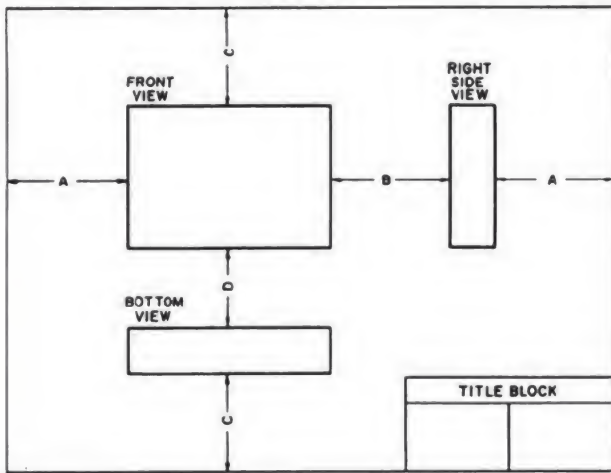 C
FRONT
VIEW
RIGHT
SIDE
VIEW
A
B
A
D
BOTTOM
VIEW
C
TITLE BLOCK